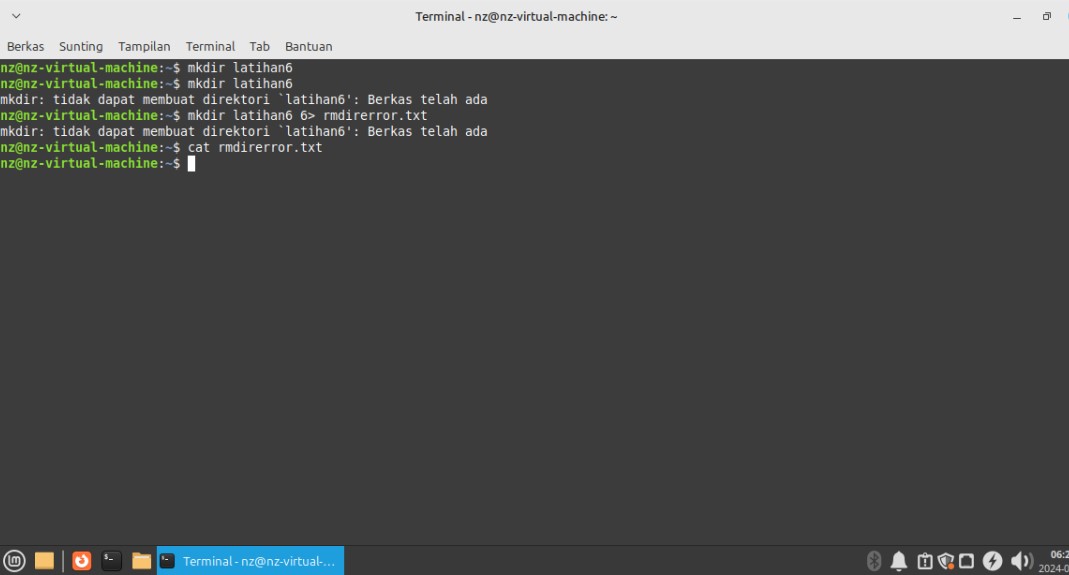 Terminal - nz@nz-virtual-machine: ~
Berkas Sunting Tampilan Terminal Tab Bantuan
nz@nz-virtual-machine:~$ mkdir latihan6
nz@nz-virtual-machine:~$ mkdir latihan6
mkdir: tidak dapat membuat direktori `latihan6': Berkas telah ada
nz@nz-virtual-machine:~$ mkdir latihan6 6> rmdirerror.txt
mkdir: tidak dapat membuat direktori `latihan6': Berkas telah ada
nz@nz-virtual-machine:~$ cat rmdirerror.txt
nz@nz-virtual-machine:~$
Terminal - nz@nz-virtual-...
06:2
2024-0